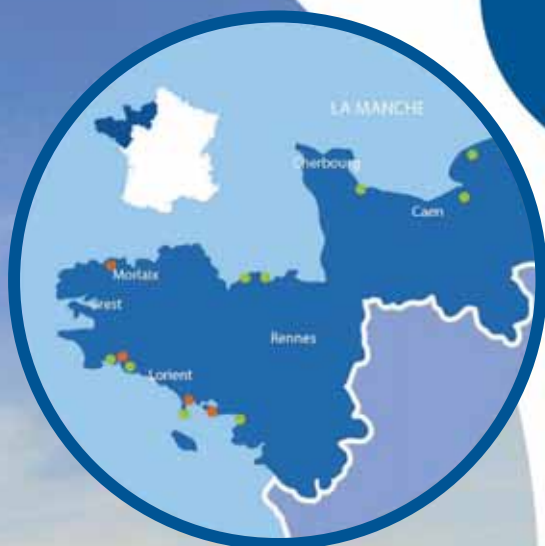 LA MANCHE
Cherbourg
Caen
Morlaix
Brest
Rennes
Lorient